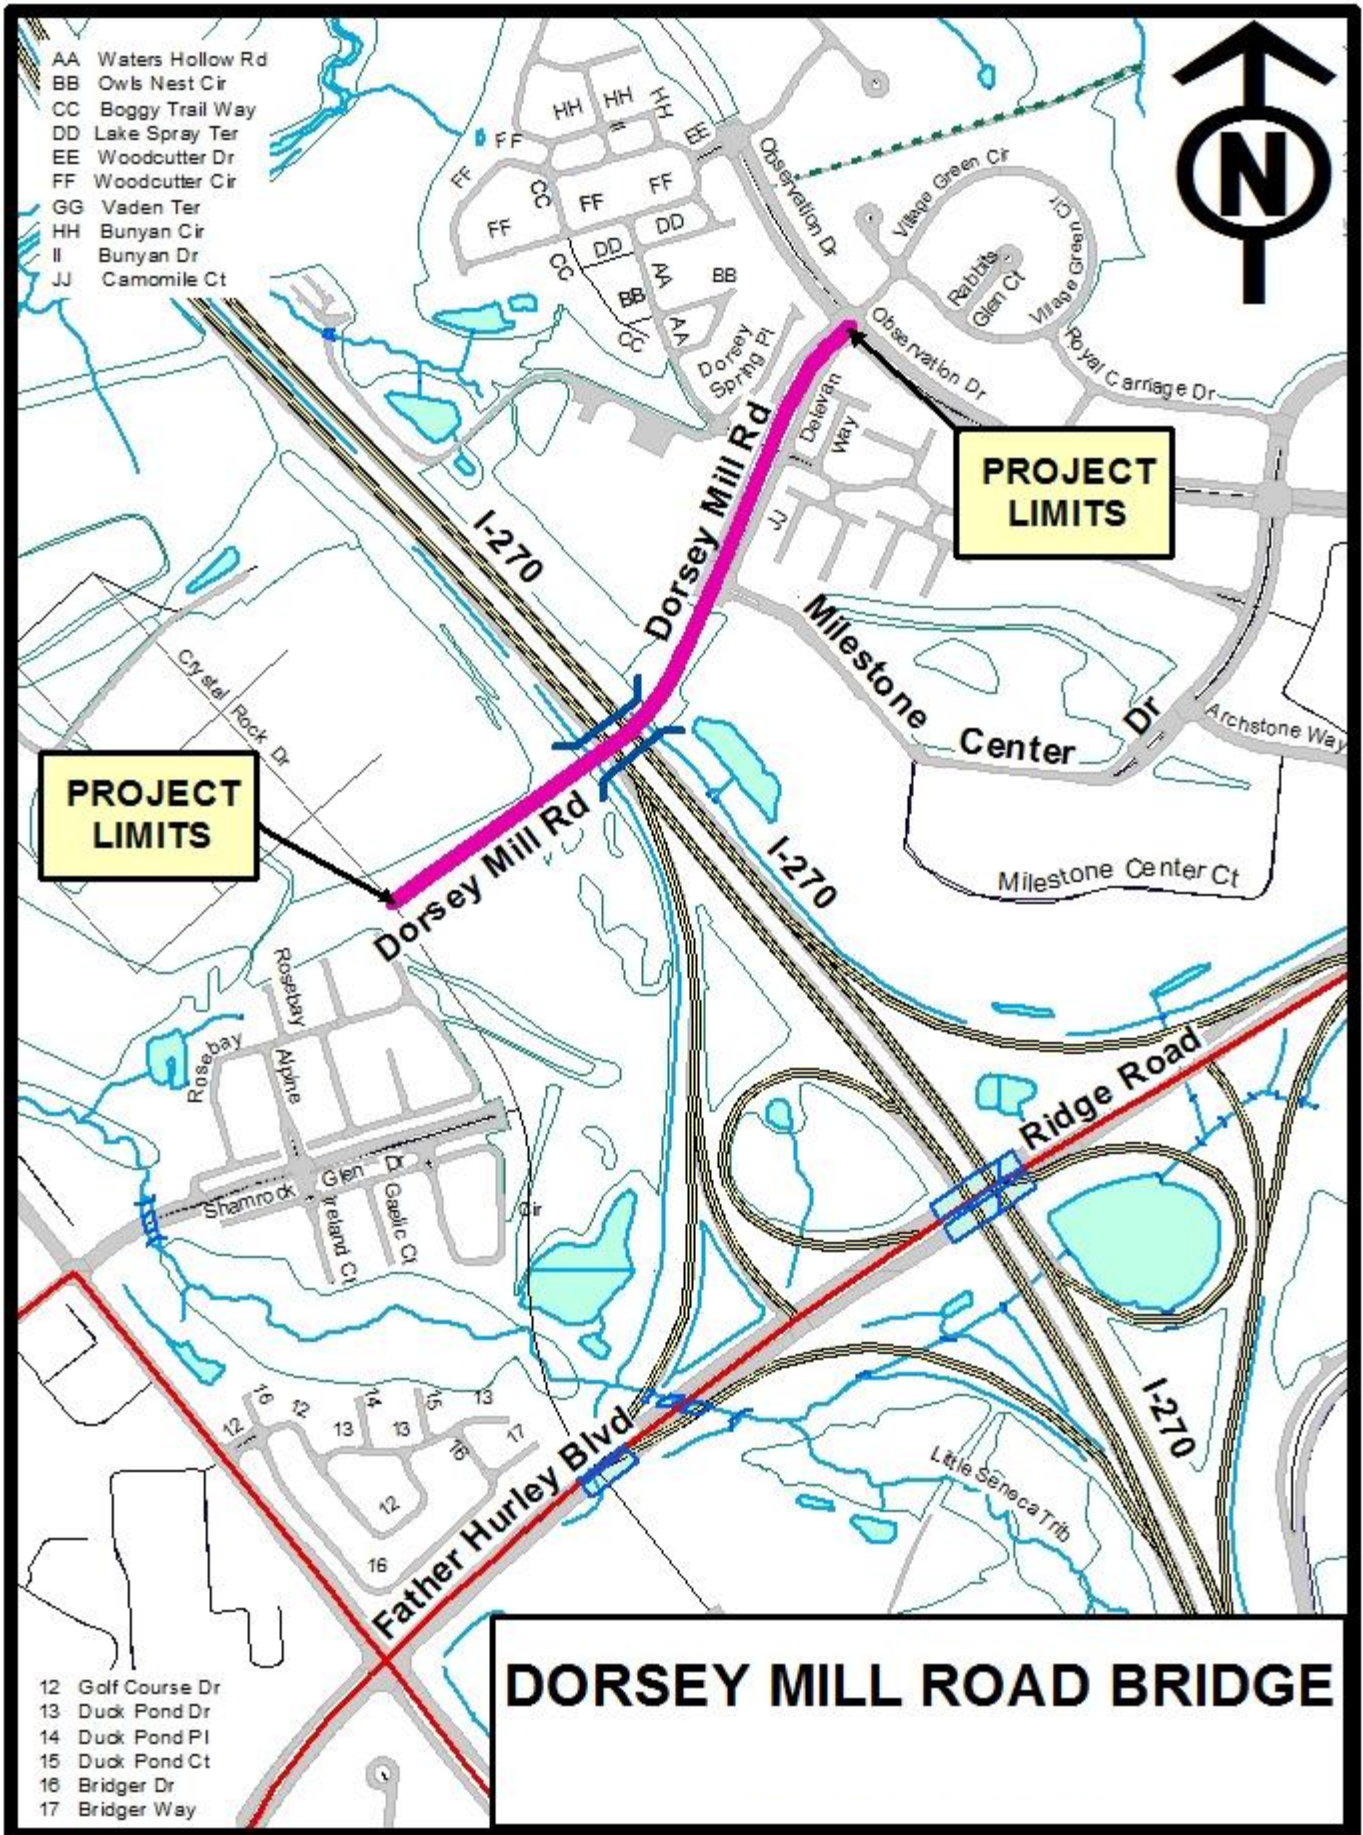 AA Waters Hollow Rd
BB Owls Nest Cir
CC Boggy Trail Way
DD Lake Spray Ter
EE Woodcutter Dr
FF Woodcutter Cir
GG Vaden Ter
HH Bunyan Cir
II Bunyan Dr
JJ Camomile Ct
N
HH
HH
HH
II
EE
FF
FF
CC
FF
FF
FF
DD
DD
CC
AA
BB
BB
AA
CC
Observation Dr
Village Green Cir
Rabbits
Glen Ct
Village Green Cir
Observation Dr
Royal Carriage Dr
Dorsey
Spring Pl
Delevan
Way
JJ
PROJECT
LIMITS
I-270
Dorsey Mill Rd
Milestone
Center
Dr
Archstone Way
Crystal Rock Dr
PROJECT
LIMITS
Dorsey Mill Rd
I-270
Milestone Center Ct
Rosebay
Rosebay
Alpine
Shamrock
Glen
Dr
Ireland Ct
Gaelic Ct
Cir
Ridge Road
I-270
Little Seneca Trib
16
12
12
14
13
13
15
13
16
17
12
16
Father Hurley Blvd
12 Golf Course Dr
13 Duck Pond Dr
14 Duck Pond Pl
15 Duck Pond Ct
16 Bridger Dr
17 Bridger Way
DORSEY MILL ROAD BRIDGE